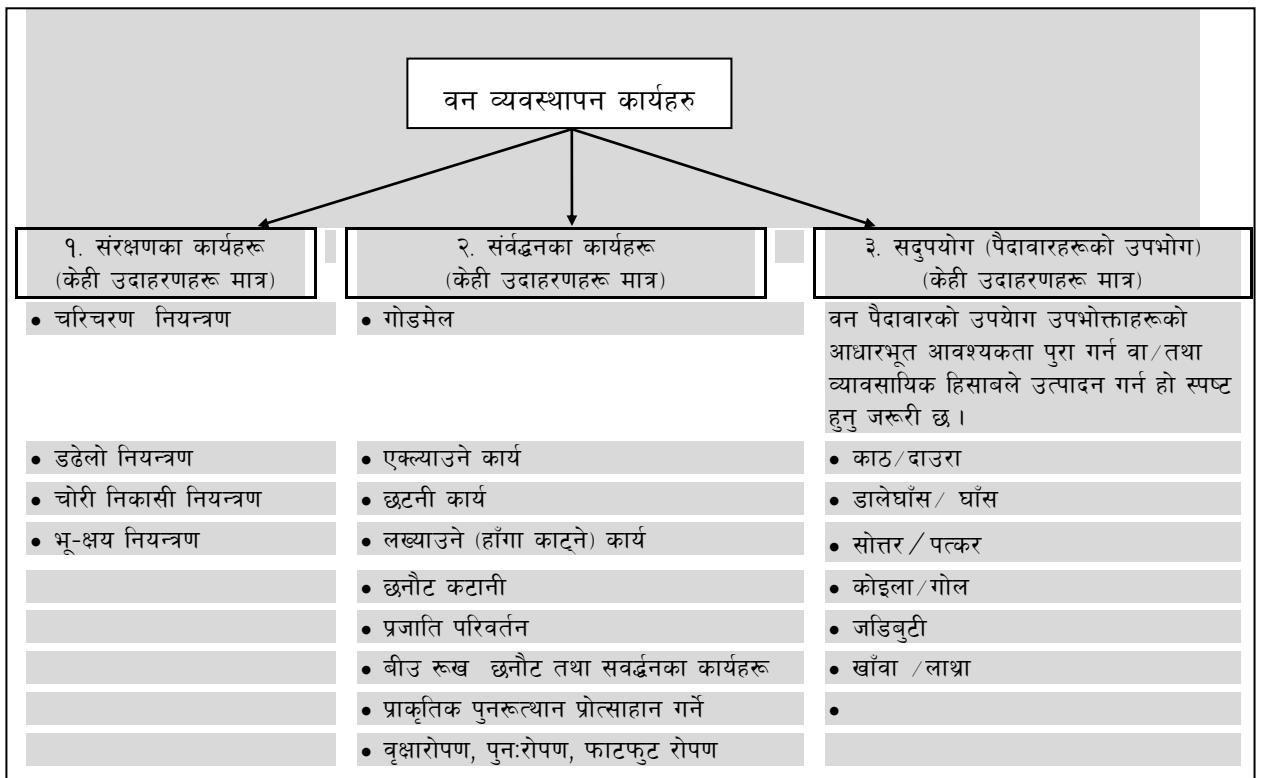 वन व्यवस्थापन कार्यहरु
१. संरक्षणका कार्यहरू
(केही उदाहरणहरू मात्र)
२. संर्वद्धनका कार्यहरू
(केही उदाहरणहरू मात्र)
३. सदुपयोग (पैदावारहरूको उपभोग)
(केही उदाहरणहरू मात्र)
• चरिचरण नियन्त्रण
• डढेलो नियन्त्रण
• चोरी निकासी नियन्त्रण
• भू-क्षय नियन्त्रण
• गोडमेल
• एक्ल्याउने कार्य
• छटनी कार्य
• लख्याउने (हाँगा काट्ने) कार्य
• छनौट कटानी
• प्रजाति परिवर्तन
• बीउ रूख छनौट तथा सवर्द्धनका कार्यहरू
• प्राकृतिक पुनरूत्थान प्रोत्साहान गर्ने
• वृक्षारोपण, पुन:रोपण, फाटफुट रोपण
वन पैदावारको उपयेाग उपभोक्ताहरूको
आधारभूत आवश्यकता पुरा गर्न वा/तथा
व्यावसायिक हिसाबले उत्पादन गर्न हो स्पष्ट
हुनु जरूरी छ ।
• काठ/दाउरा
• डालेघाँस/ घाँस
• सोत्तर / पत्कर
• कोइला/गोल
• जडिबुटी
• खाँवा /लाथ्रा
•